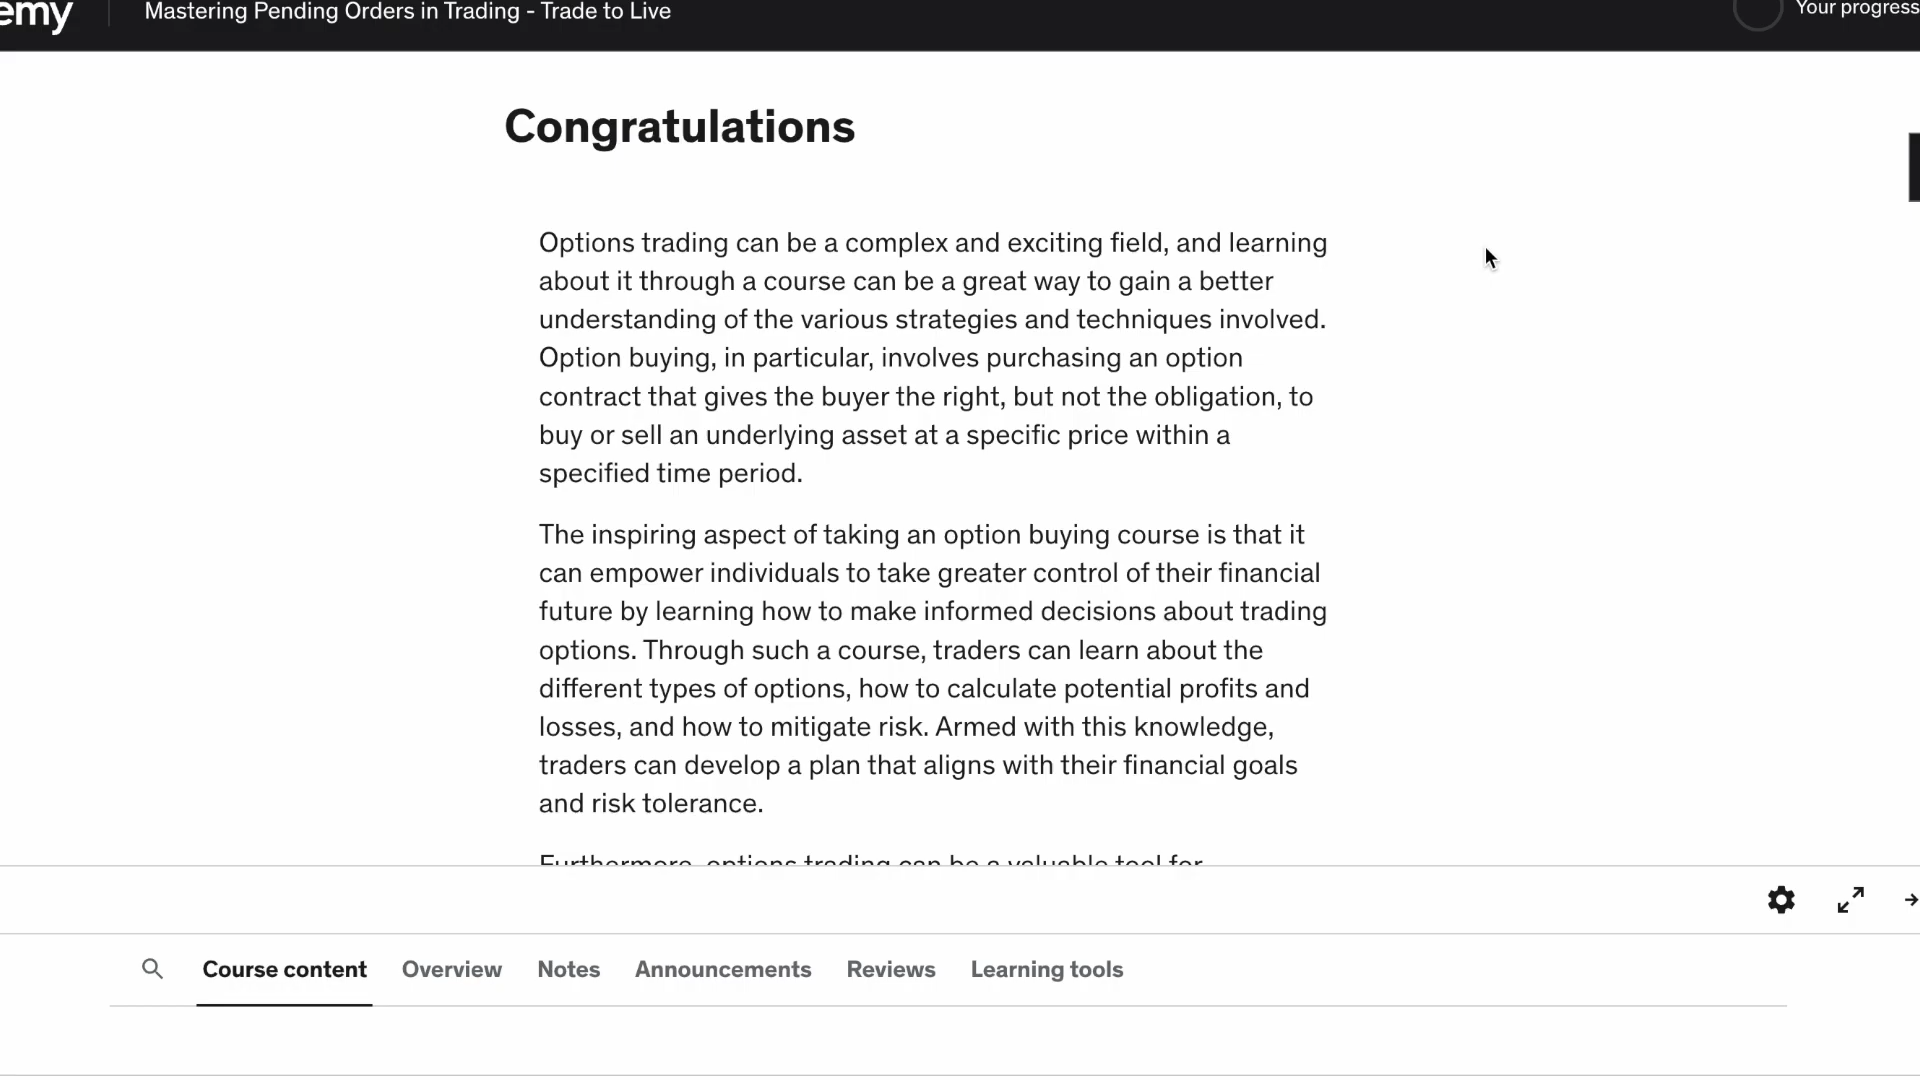 emy
Mastering Pending Orders in Trading - Trade to Live
Your progress
Congratulations
Options trading can be a complex and exciting field, and learning
about it through a course can be a great way to gain a better
understanding of the various strategies and techniques involved.
Option buying, in particular, involves purchasing an option
contract that gives the buyer the right, but not the obligation, to
buy or sell an underlying asset at a specific price within a
specified time period.
The inspiring aspect of taking an option buying course is that it
can empower individuals to take greater control of their financial
future by learning how to make informed decisions about trading
options. Through such a course, traders can learn about the
different types of options, how to calculate potential profits and
losses, and how to mitigate risk. Armed with this knowledge,
traders can develop a plan that aligns with their financial goals
and risk tolerance.
Furthermore, options trading can be a valuable tool for
Course content
Overview
Notes
Announcements
Reviews
Learning tools